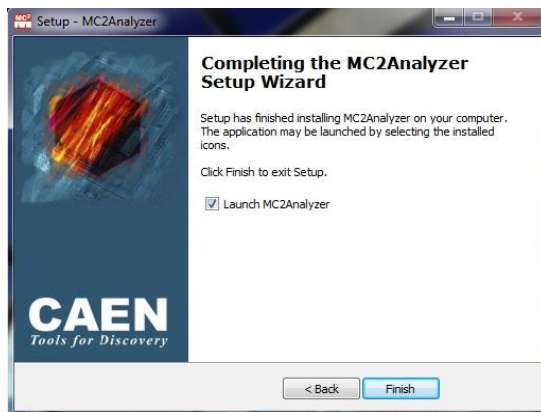 MC²
Setup - MC2Analyzer
Completing the MC2Analyzer
Setup Wizard
Setup has finished installing MC2Analyzer on your computer.
The application may be launched by selecting the installed
icons.
Click Finish to exit Setup.
Launch MC2Analyzer
CAEN
Tools for Discovery
< Back
Finish